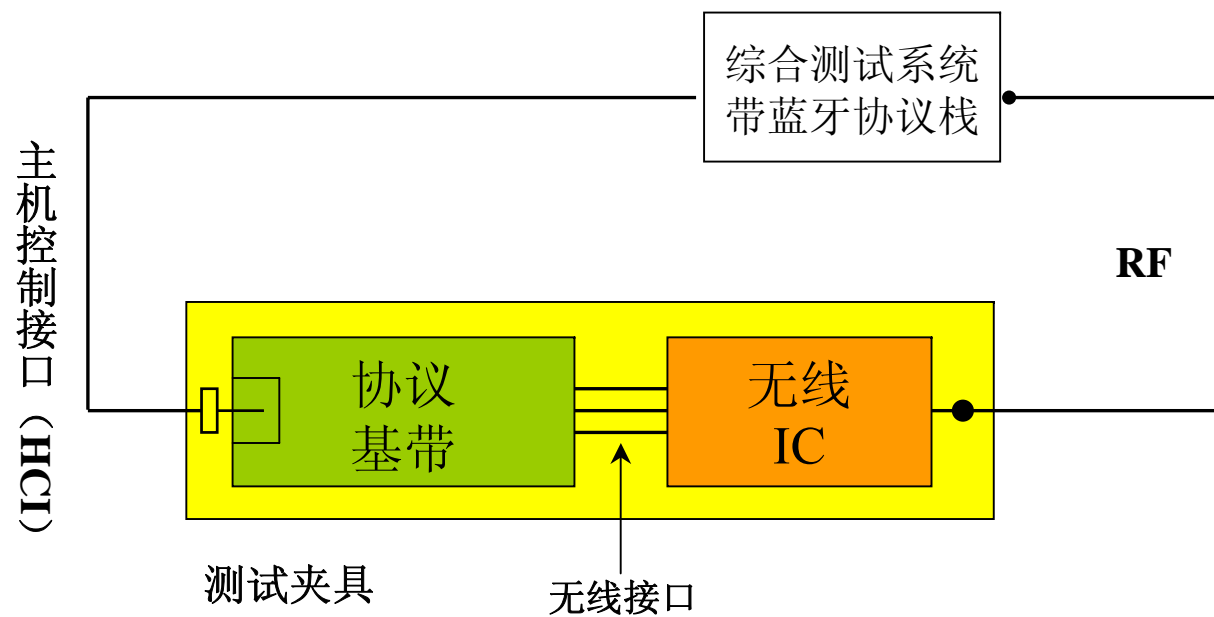 综合测试系统
带蓝牙协议栈
主机控制接口（HCI）
RF
协议
基带
无线
IC
测试夹具
无线接口